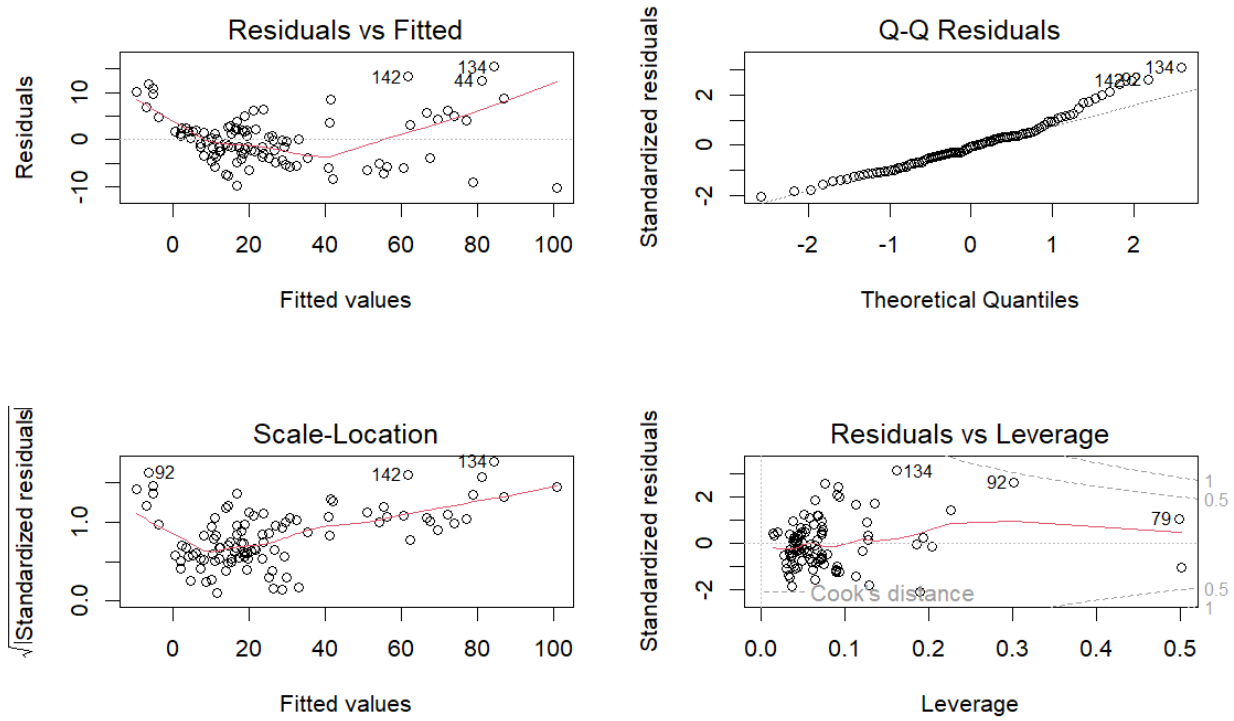 Residuals vs Fitted
Residuals
-10
0
10
142
134
44
0 20 40 60 80 100
Fitted values
Q-Q Residuals
Standardized residuals
-2
0
2
142
92
134
-2 -1 0 1 2
Theoretical Quantiles
Scale-Location
√|Standardized residuals|
0.0
1.0
92
142
134
0 20 40 60 80 100
Fitted values
Residuals vs Leverage
Standardized residuals
-2
0
2
134
92
79
1
0.5
0.5
1
Cook's distance
0.0 0.1 0.2 0.3 0.4 0.5
Leverage